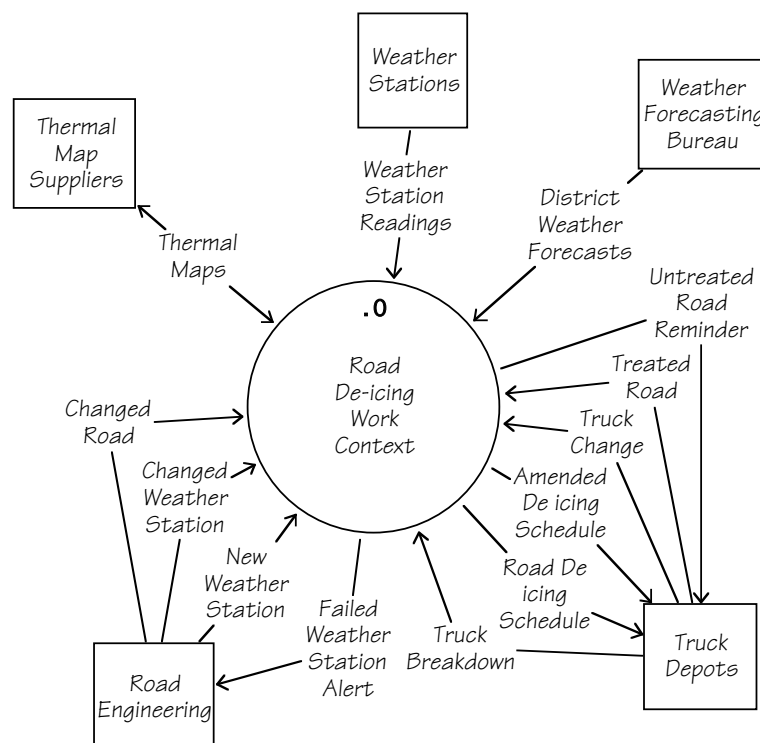 Weather
Stations
Weather
Forecasting
Bureau
Thermal
Map
Suppliers
Weather
Station
Readings
District
Weather
Forecasts
Thermal
Maps
Untreated
Road
Reminder
.0
Road
De-icing
Work
Context
Treated
Road
Changed
Road
Truck
Change
Changed
Weather
Station
Amended
De icing
Schedule
New
Weather
Station
Road De
icing
Schedule
Failed
Weather
Station
Alert
Truck
Breakdown
Road
Engineering
Truck
Depots